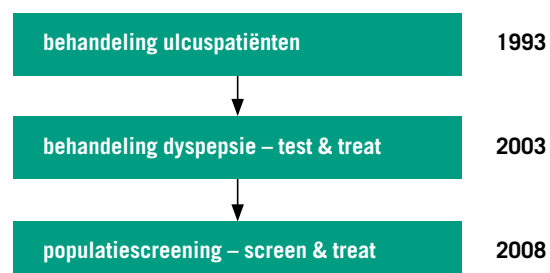 behandeling ulcuspatiënten 1993
behandeling dyspepsie – test & treat 2003
populatiescreening – screen & treat 2008